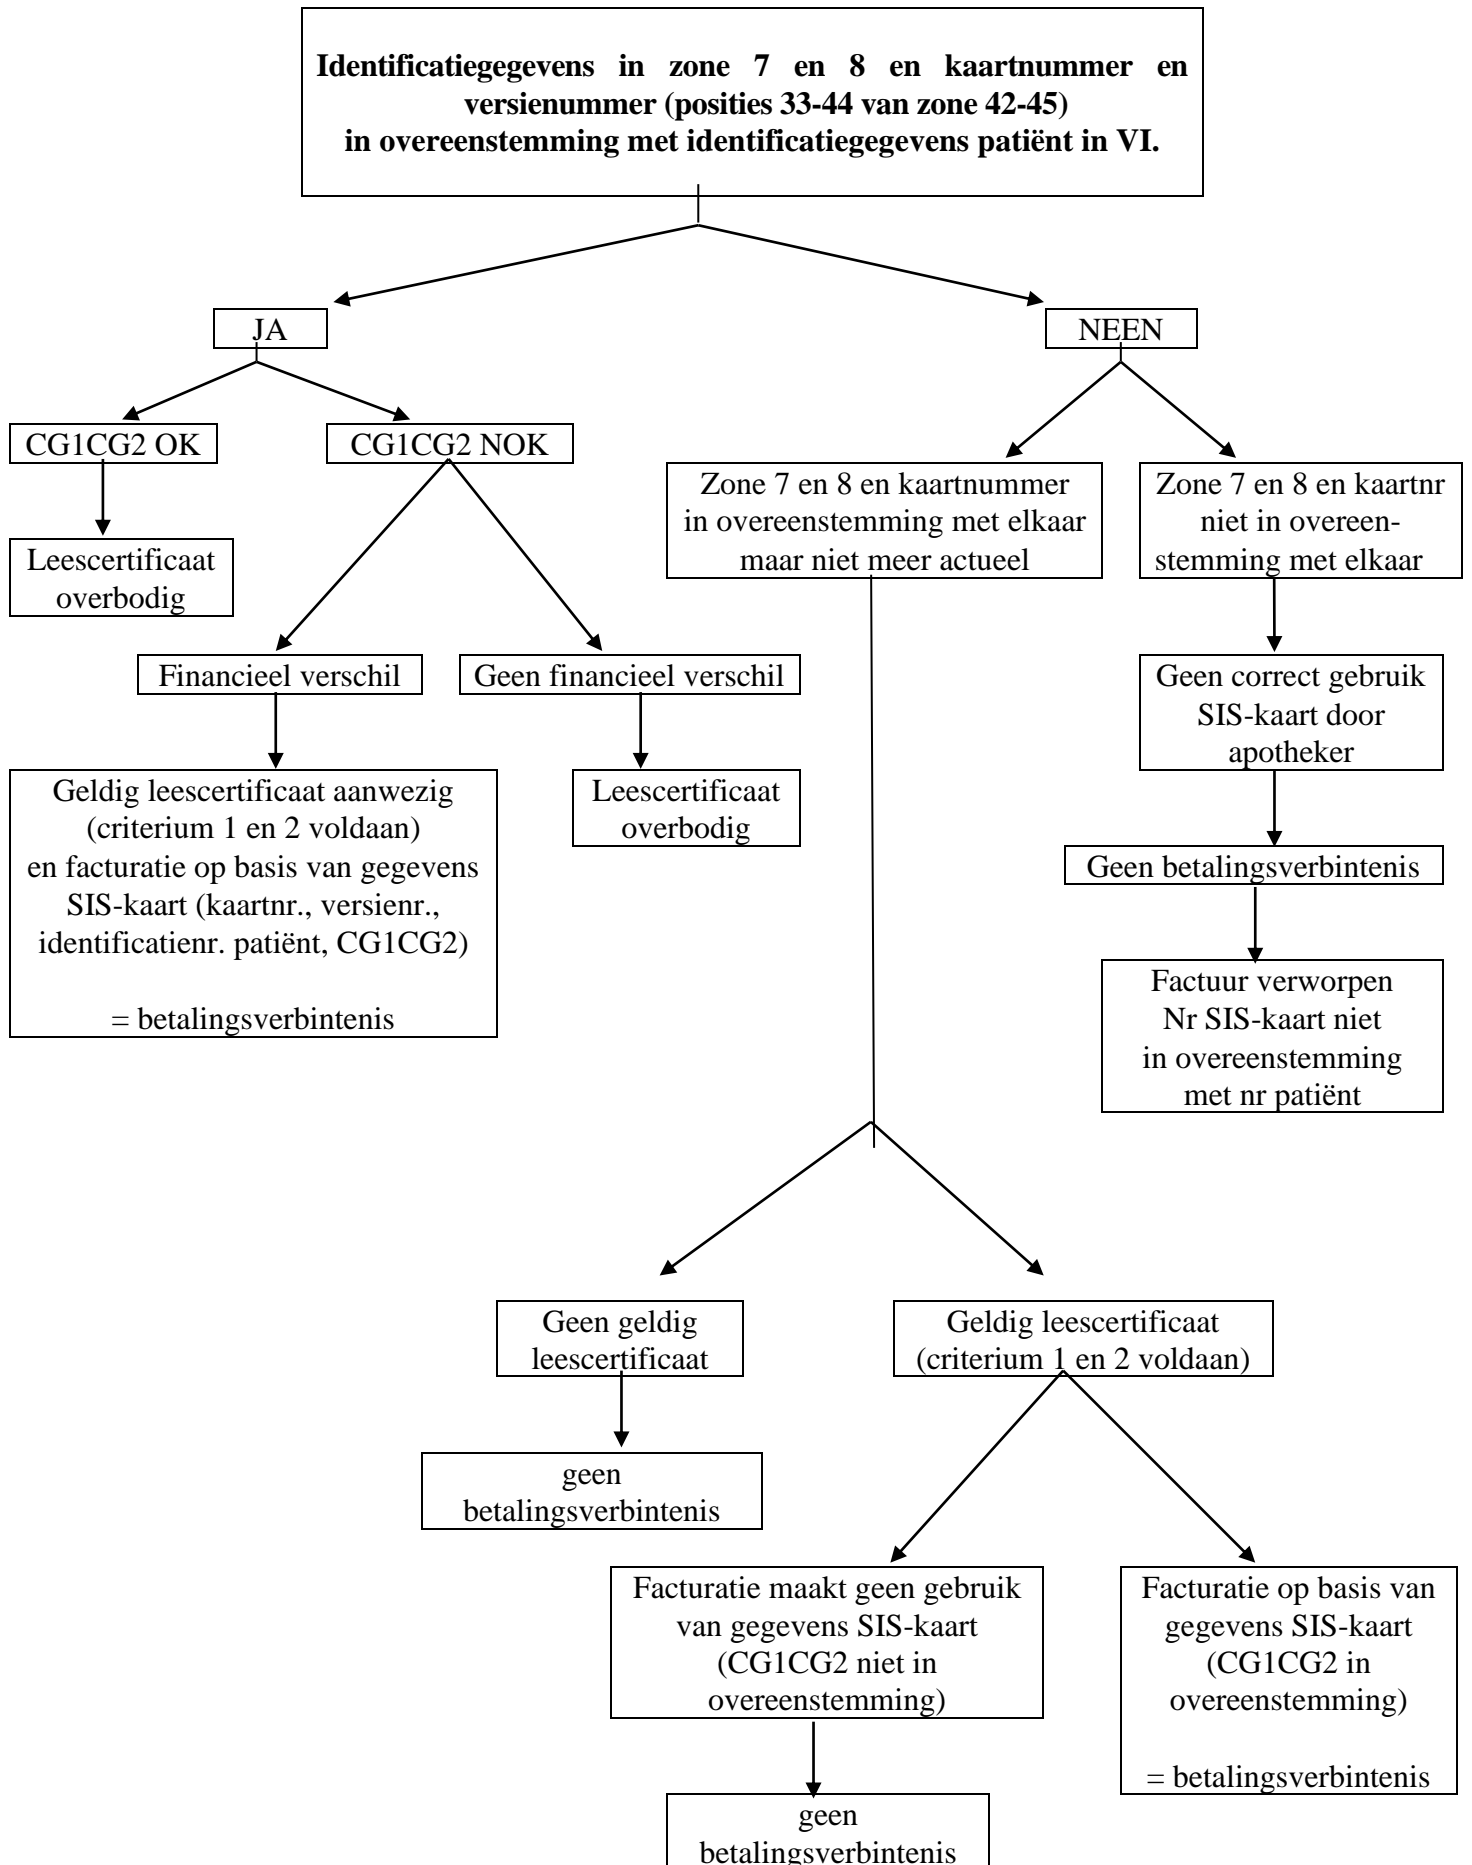 Identificatiegegevens in zone 7 en 8 en kaartnummer en
versienummer (posities 33-44 van zone 42-45)
in overeenstemming met identificatiegegevens patiënt in VI.
JA
NEEN
CG1CG2 OK
CG1CG2 NOK
Zone 7 en 8 en kaartnummer
in overeenstemming met elkaar
maar niet meer actueel
Zone 7 en 8 en kaartnr
niet in overeen-
stemming met elkaar
Leescertificaat
overbodig
Financieel verschil
Geen financieel verschil
Geen correct gebruik
SIS-kaart door
apotheker
Geldig leescertificaat aanwezig
(criterium 1 en 2 voldaan)
en facturatie op basis van gegevens
SIS-kaart (kaartnr., versienr.,
identificatienr. patiënt, CG1CG2)
= betalingsverbintenis
Leescertificaat
overbodig
Geen betalingsverbintenis
Factuur verworpen
Nr SIS-kaart niet
in overeenstemming
met nr patiënt
Geen geldig
leescertificaat
Geldig leescertificaat
(criterium 1 en 2 voldaan)
geen
betalingsverbintenis
Facturatie maakt geen gebruik
van gegevens SIS-kaart
(CG1CG2 niet in
overeenstemming)
Facturatie op basis van
gegevens SIS-kaart
(CG1CG2 in
overeenstemming)
= betalingsverbintenis
geen
betalingsverbintenis